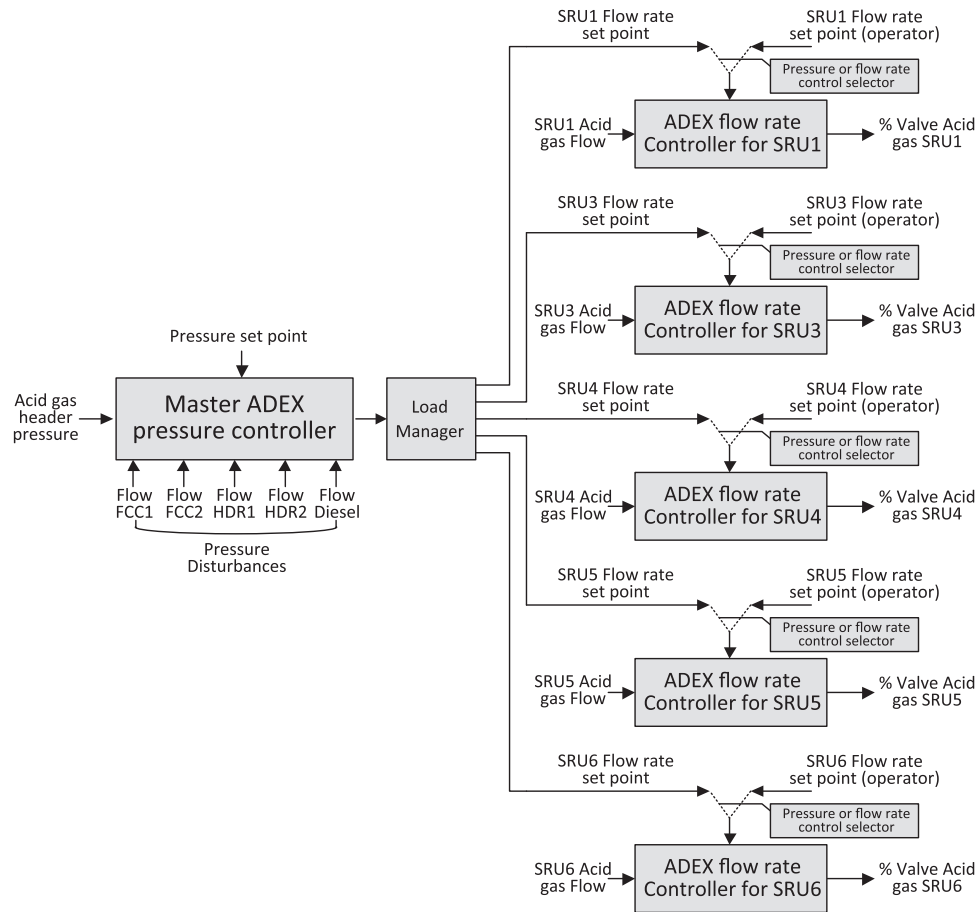 SRU1 Flow rate
set point
SRU1 Flow rate
set point (operator)
Pressure or flow rate
control selector
SRU1 Acid
gas Flow
ADEX flow rate
Controller for SRU1
% Valve Acid
gas SRU1
SRU3 Flow rate
set point
SRU3 Flow rate
set point (operator)
Pressure or flow rate
control selector
SRU3 Acid
gas Flow
ADEX flow rate
Controller for SRU3
% Valve Acid
gas SRU3
Pressure set point
Acid gas
header
pressure
Master ADEX
pressure controller
Load
Manager
Flow
FCC1
Flow
FCC2
Flow
HDR1
Flow
HDR2
Flow
Diesel
Pressure
Disturbances
SRU4 Flow rate
set point
SRU4 Flow rate
set point (operator)
Pressure or flow rate
control selector
SRU4 Acid
gas Flow
ADEX flow rate
Controller for SRU4
% Valve Acid
gas SRU4
SRU5 Flow rate
set point
SRU5 Flow rate
set point (operator)
Pressure or flow rate
control selector
SRU5 Acid
gas Flow
ADEX flow rate
Controller for SRU5
% Valve Acid
gas SRU5
SRU6 Flow rate
set point
SRU6 Flow rate
set point (operator)
Pressure or flow rate
control selector
SRU6 Acid
gas Flow
ADEX flow rate
Controller for SRU6
% Valve Acid
gas SRU6